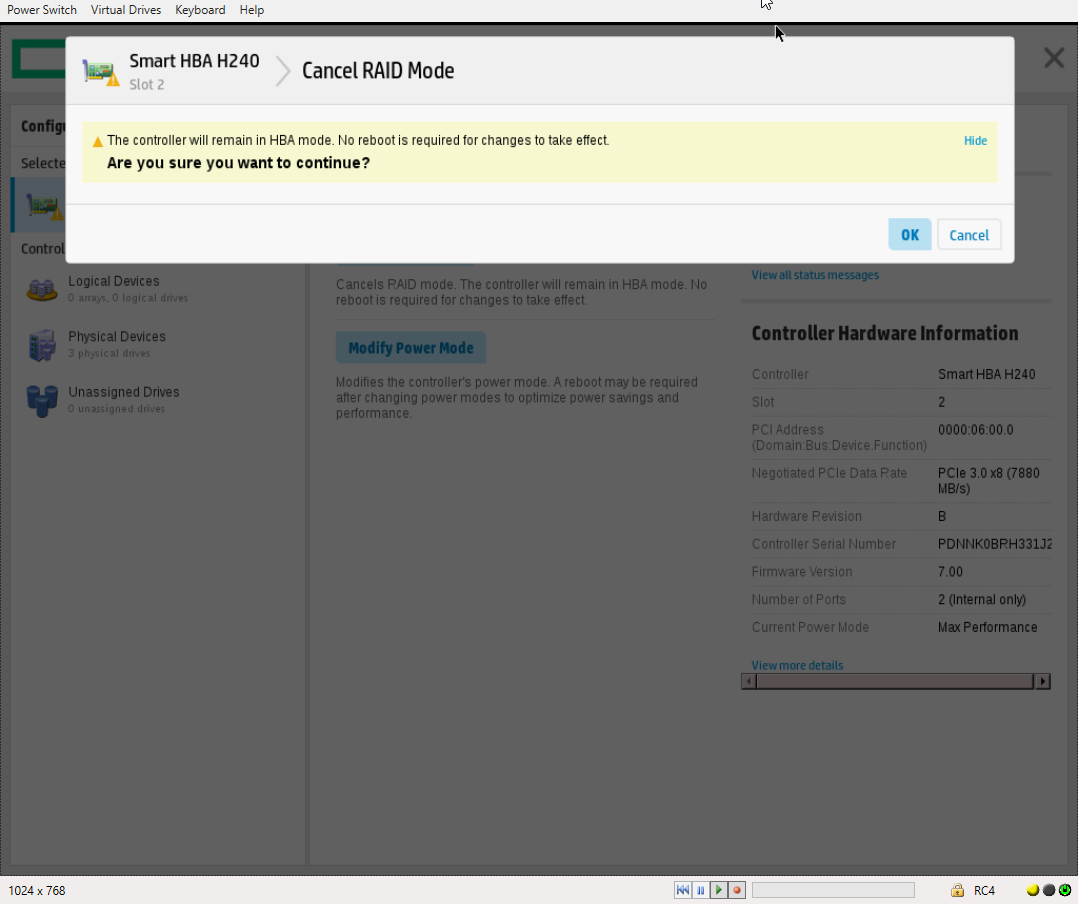 Power Switch Virtual Drives Keyboard Help
Smart HBA H240
Slot 2
Cancel RAID Mode
The controller will remain in HBA mode. No reboot is required for changes to take effect.
Hide
Are you sure you want to continue?
OK Cancel
Config
Selecte
Control
Logical Devices
0 arrays, 0 logical drives
Physical Devices
3 physical drives
Unassigned Drives
0 unassigned drives
Cancels RAID mode. The controller will remain in HBA mode. No
reboot is required for changes to take effect.
Modify Power Mode
Modifies the controller's power mode. A reboot may be required
after changing power modes to optimize power savings and
performance.
View all status messages
Controller Hardware Information
Controller Smart HBA H240
Slot 2
PCI Address 0000:06:00.0
(Domain:Bus:Device.Function)
Negotiated PCIe Data Rate PCIe 3.0 x8 (7880
MB/s)
Hardware Revision B
Controller Serial Number PDNNK0BRH331J2
Firmware Version 7.00
Number of Ports 2 (Internal only)
Current Power Mode Max Performance
View more details
1024 x 768
RC4